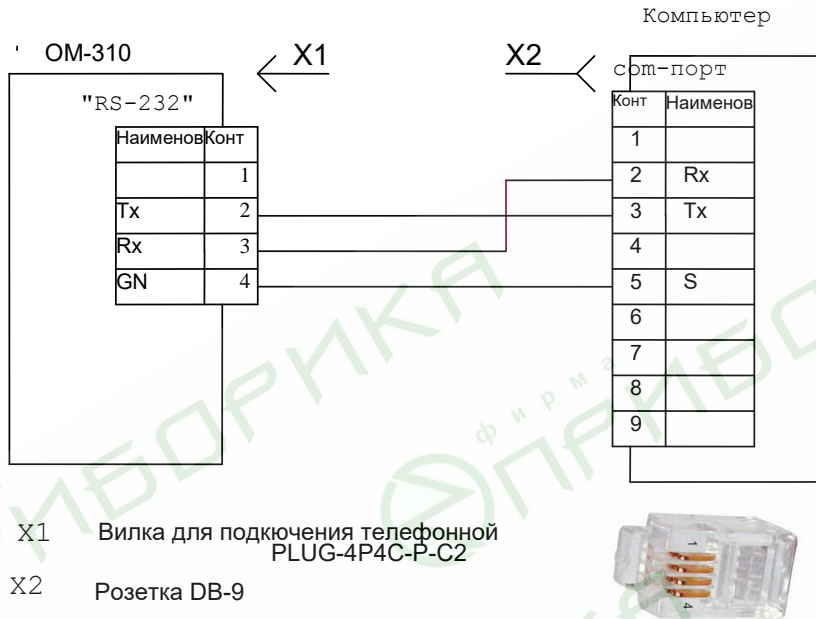 Компьютер
ОМ-310
X1
X2
com-порт
"RS-232"
Конт Наименов
Наименов Конт
1
1
2 Rx
Tx 2
3 Tx
Rx 3
4
GN 4
5 S
6
7
8
9
фирма
ПРИБОРИКА
X1 Вилка для подкючения телефонной
PLUG-4P4C-P-C2
X2 Розетка DB-9
1
4